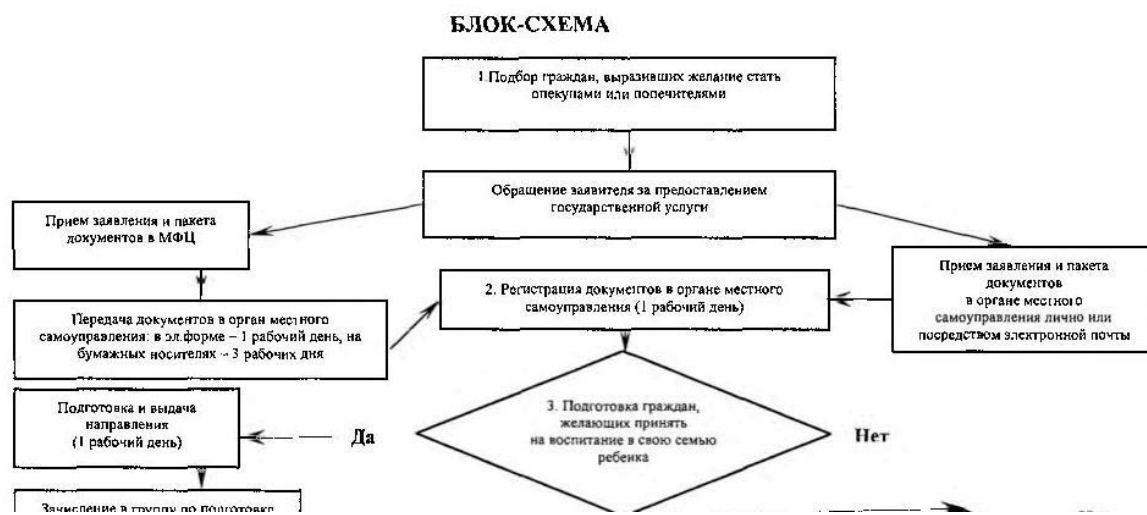 БЛОК-СХЕМА
1.Подбор граждан, выразивших желание стать
опекунами или попечителями
Обращение заявителя за предоставлением
государственной услуги
Прием заявления и пакета
документов в МФЦ
Прием заявления и пакета
документов
в органе местного
самоуправления лично или
посредством электронной почты
2. Регистрация документов в органе местного
самоуправления (1 рабочий день)
Передача документов в орган местного
самоуправления: в эл.форме – 1 рабочий день, на
бумажных носителях – 3 рабочих дня
Подготовка и выдача
направления
(1 рабочий день)
Да
3. Подготовка граждан,
желающих принять
на воспитание в свою семью
ребенка
Нет
Зачисление в группу по подготовке